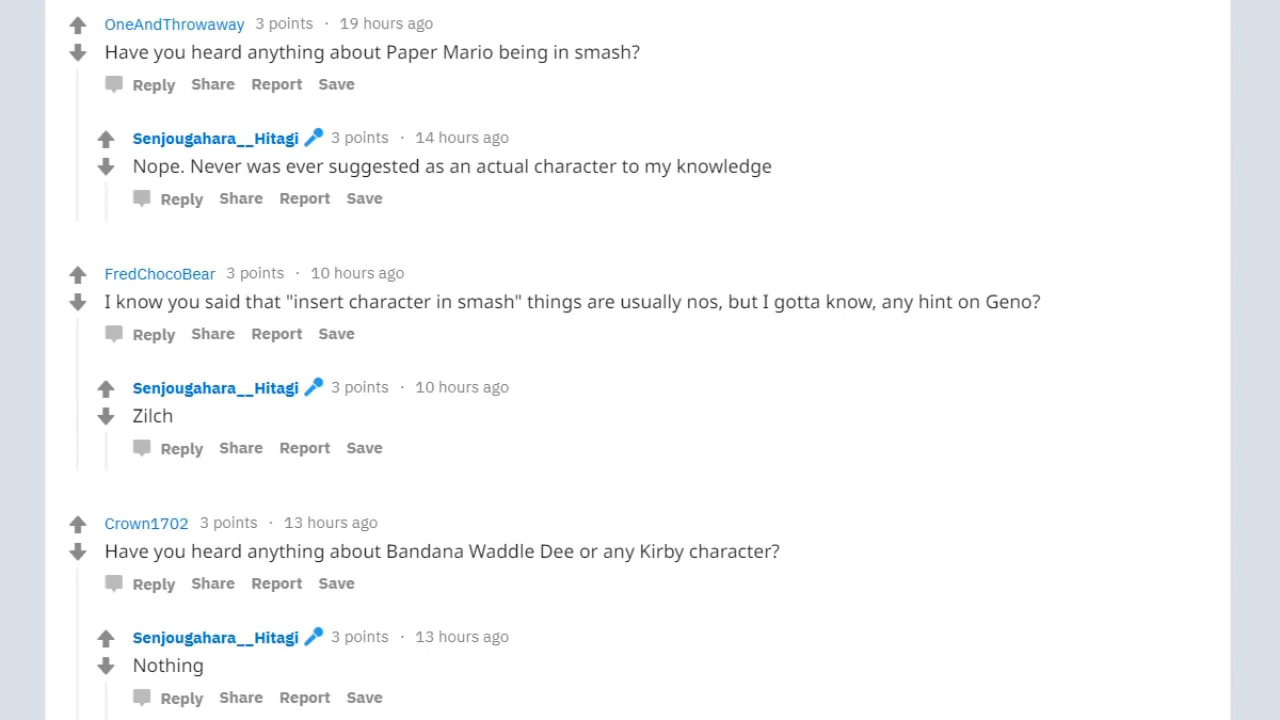 OneAndThrowaway 3 points · 19 hours ago
Have you heard anything about Paper Mario being in smash?
Reply Share Report Save
Senjougahara__Hitagi 3 points · 14 hours ago
Nope. Never was ever suggested as an actual character to my knowledge
Reply Share Report Save
FredChocoBear 3 points · 10 hours ago
I know you said that "insert character in smash" things are usually nos, but I gotta know, any hint on Geno?
Reply Share Report Save
Senjougahara__Hitagi 3 points · 10 hours ago
Zilch
Reply Share Report Save
Crown1702 3 points · 13 hours ago
Have you heard anything about Bandana Waddle Dee or any Kirby character?
Reply Share Report Save
Senjougahara__Hitagi 3 points · 13 hours ago
Nothing
Reply Share Report Save